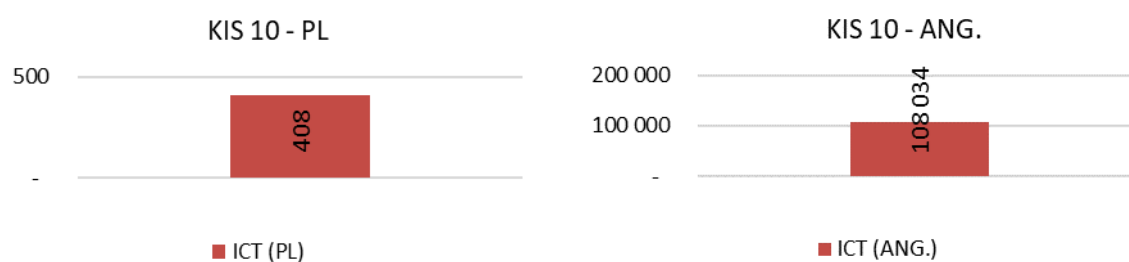 KIS 10 - PL
500
408
-
ICT (PL)
KIS 10 - ANG.
200 000
108 034
100 000
-
ICT (ANG.)